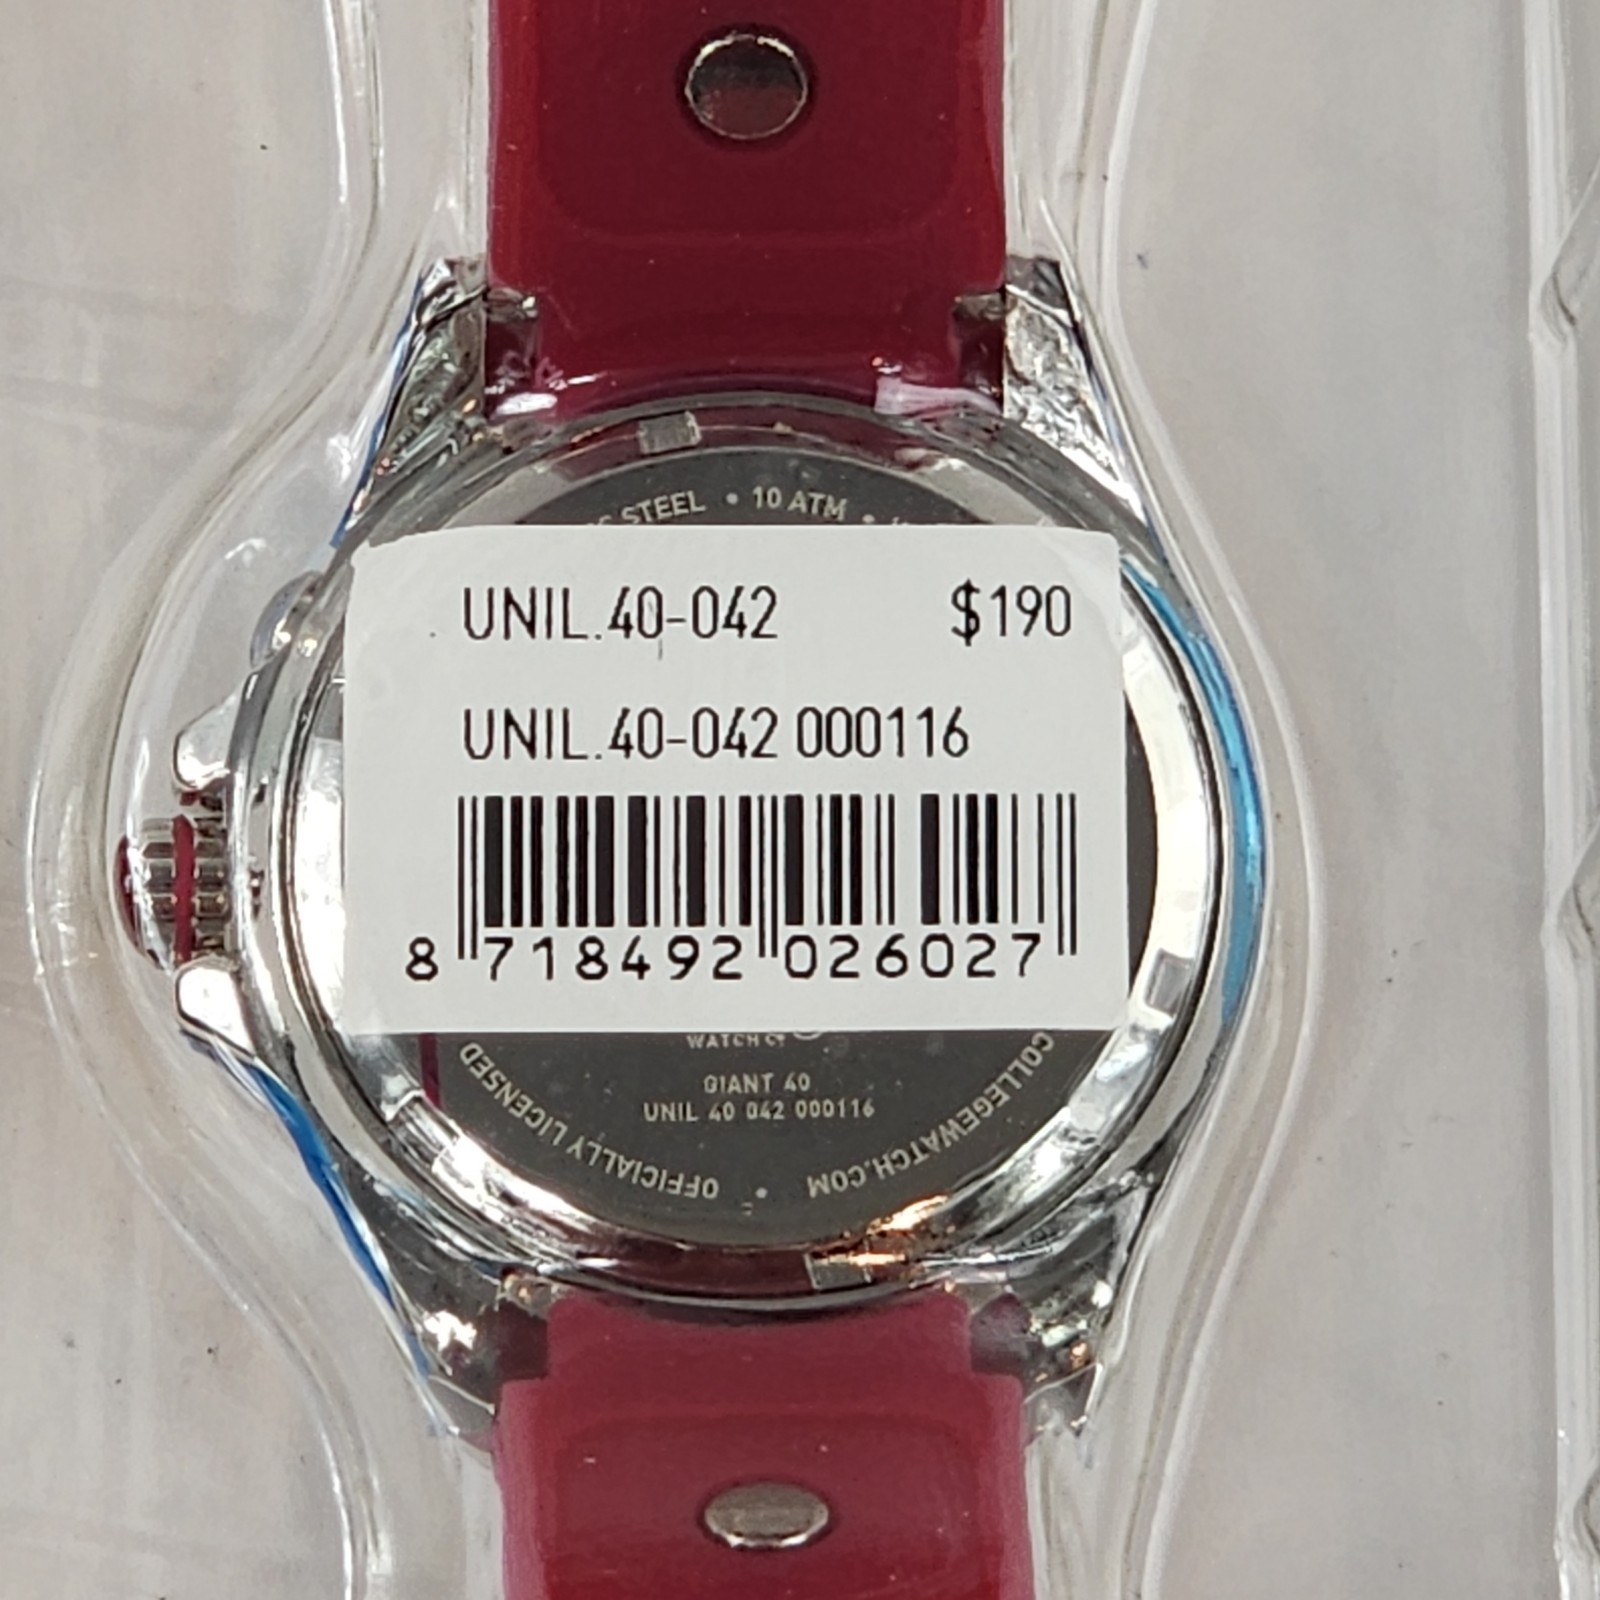 STEEL • 10 ATM •
UNIL.40-042 $190
UNIL.40-042 000116
8 718492 026027
WATCH Co
GIANT 40
UNIL 40 042 000116
OFFICIALLY LICENSED
COLLEGEWATCH.COM •